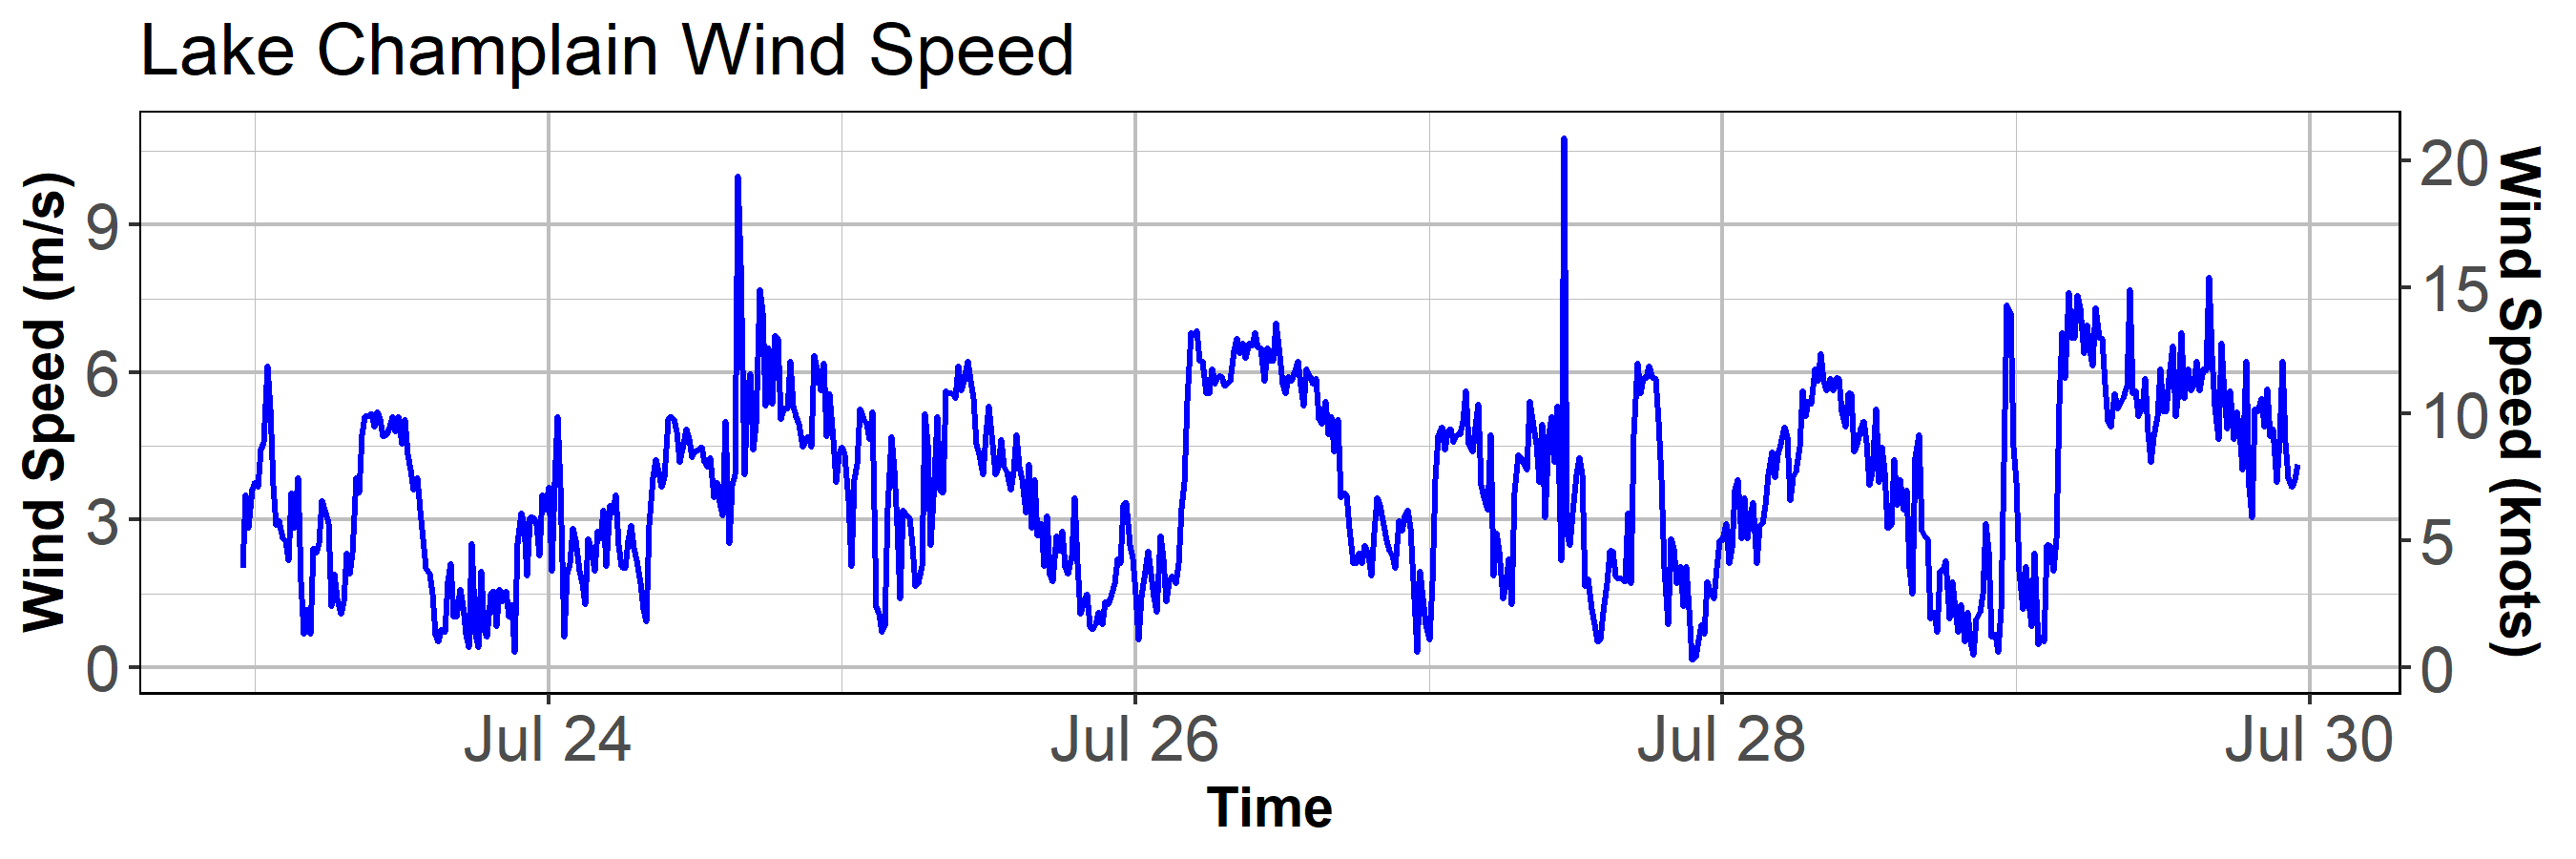 Lake Champlain Wind Speed
Wind Speed (m/s)
9
6
3
0
20
15
10
5
0
Wind Speed (knots)
Jul 24 Jul 26 Jul 28 Jul 30
Time